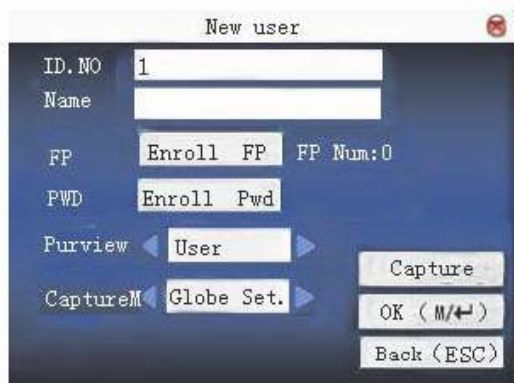 New user
ID.NO 1
Name
FP Enroll FP FP Num:0
PWD Enroll Pwd
Purview User
CaptureM Globe Set.
Capture
OK (M/↵)
Back(ESC)